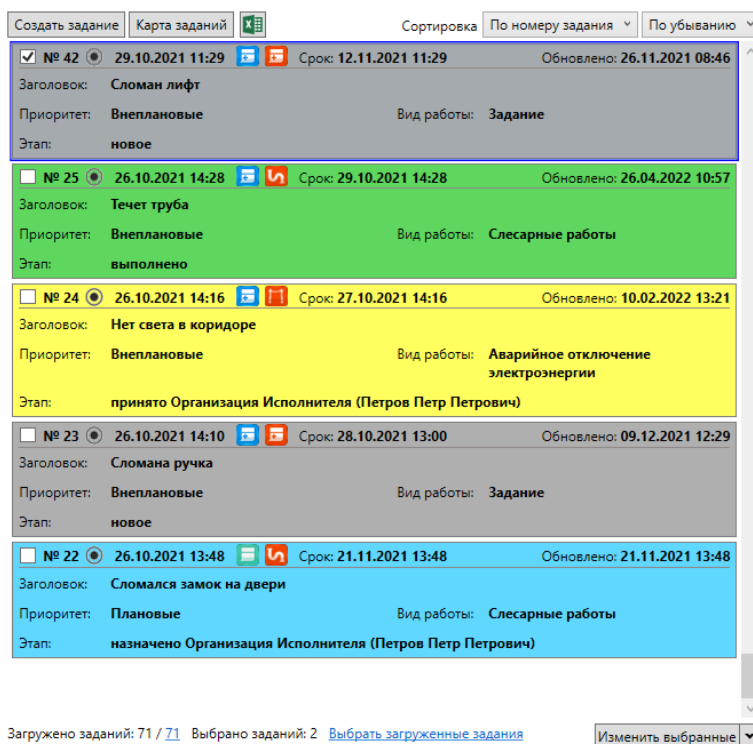 Создать задание Карта заданий Сортировка По номеру задания По убыванию
№ 42 29.10.2021 11:29 Срок: 12.11.2021 11:29 Обновлено: 26.11.2021 08:46
Заголовок: Сломан лифт
Приоритет: Внеплановые Вид работы: Задание
Этап: новое
№ 25 26.10.2021 14:28 Срок: 29.10.2021 14:28 Обновлено: 26.04.2022 10:57
Заголовок: Течет труба
Приоритет: Внеплановые Вид работы: Слесарные работы
Этап: выполнено
№ 24 26.10.2021 14:16 Срок: 27.10.2021 14:16 Обновлено: 10.02.2022 13:21
Заголовок: Нет света в коридоре
Приоритет: Внеплановые Вид работы: Аварийное отключение
электроэнергии
Этап: принято Организация Исполнителя (Петров Петр Петрович)
№ 23 26.10.2021 14:10 Срок: 28.10.2021 13:00 Обновлено: 09.12.2021 12:29
Заголовок: Сломана ручка
Приоритет: Внеплановые Вид работы: Задание
Этап: новое
№ 22 26.10.2021 13:48 Срок: 21.11.2021 13:48 Обновлено: 21.11.2021 13:48
Заголовок: Сломался замок на двери
Приоритет: Плановые Вид работы: Слесарные работы
Этап: назначено Организация Исполнителя (Петров Петр Петрович)
Загружено заданий: 71 / 71 Выбрано заданий: 2 Выбрать загруженные задания Изменить выбранные